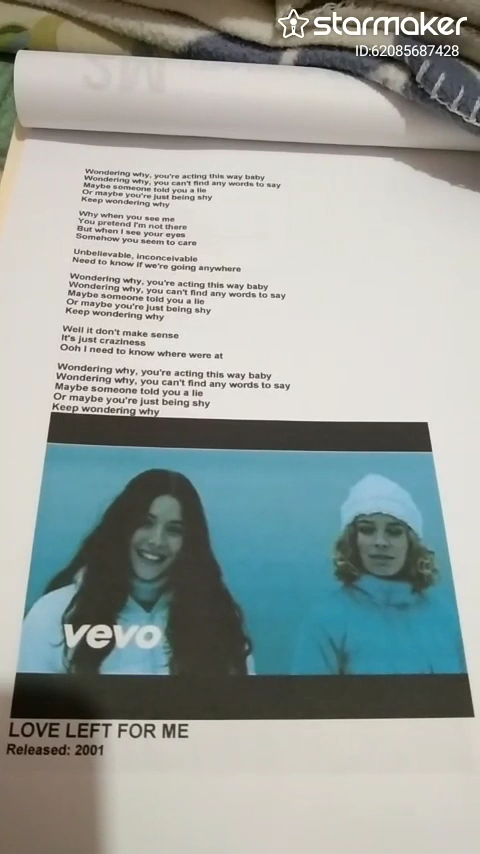 starmaker
ID:62085687428
Wondering why, you're acting this way baby
Wondering why, you can't find any words to say
Maybe someone told you a lie
Or maybe you're just being shy
Keep wondering why
Why when you see me
You pretend I'm not there
But when I see your eyes
Somehow you seem to care
Unbelievable, inconceivable
Need to know if we're going anywhere
Wondering why, you're acting this way baby
Wondering why, you can't find any words to say
Maybe someone told you a lie
Or maybe you're just being shy
Keep wondering why
Well it don't make sense
It's just craziness
Ooh I need to know where were at
Wondering why, you're acting this way baby
Wondering why, you can't find any words to say
Maybe someone told you a lie
Or maybe you're just being shy
Keep wondering why
vevo
LOVE LEFT FOR ME
Released: 2001